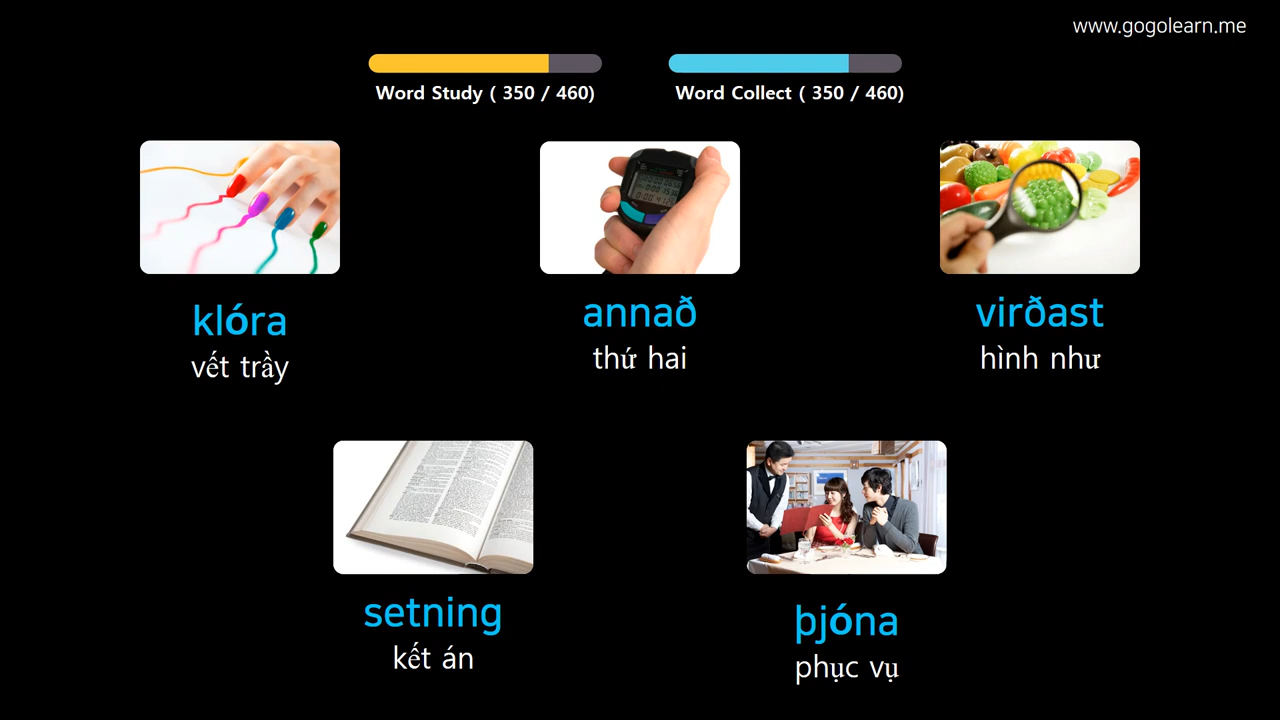 www.gogolearn.me
Word Study ( 350 / 460)
Word Collect ( 350 / 460)
klóra
vết trầy
annað
thứ hai
virðast
hình như
setning
kết án
þjóna
phục vụ